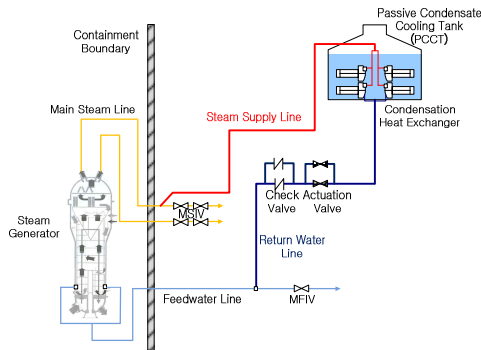 Passive Condensate
Cooling Tank
(PCCT)
Containment
Boundary
Main Steam Line
Steam Supply Line
Condensation
Heat Exchanger
Check
Valve
Actuation
Valve
MSIV
Steam
Generator
Return Water
Line
Feedwater Line
MFIV